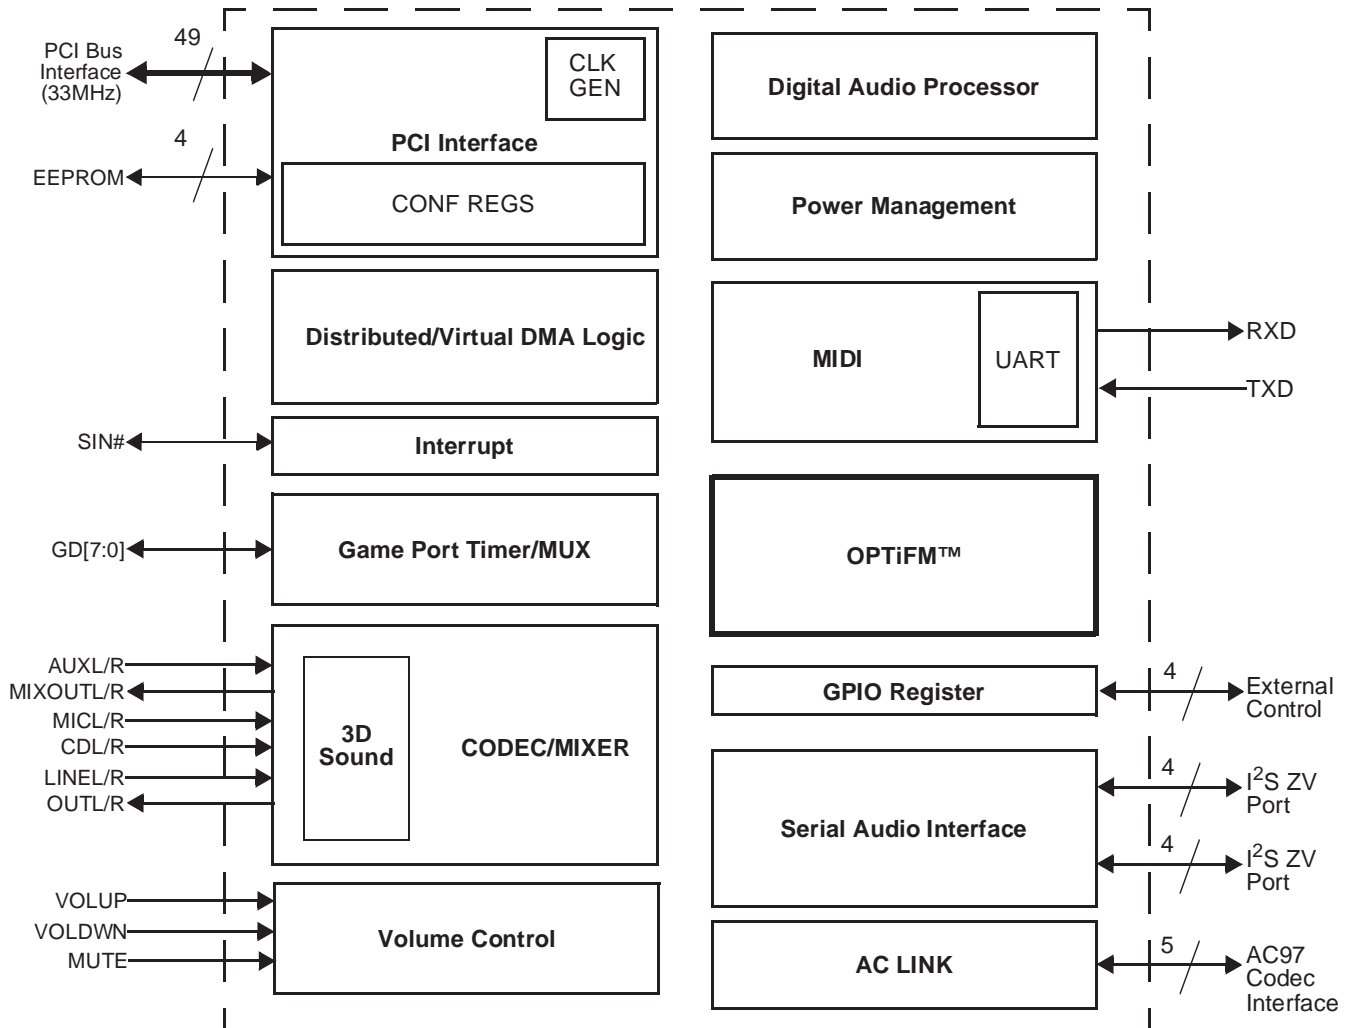 PCI Bus
Interface
(33MHz)
49
CLK
GEN
PCI Interface
EEPROM
4
CONF REGS
Distributed/Virtual DMA Logic
SIN#
Interrupt
GD[7:0]
Game Port Timer/MUX
AUXL/R
MIXOUTL/R
MICL/R
CDL/R
LINEL/R
OUTL/R
3D
Sound
CODEC/MIXER
VOLUP
VOLDWN
MUTE
Volume Control
Digital Audio Processor
Power Management
MIDI
UART
RXD
TXD
OPTiFM™
GPIO Register
4
External
Control
Serial Audio Interface
4
I²S ZV
Port
4
I²S ZV
Port
AC LINK
5
AC97
Codec
Interface